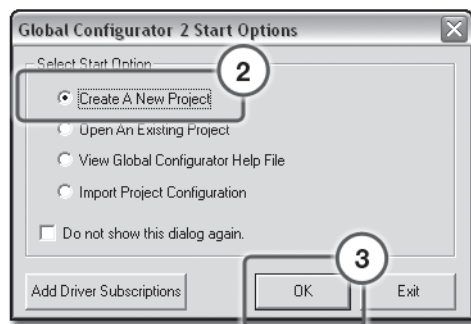 Global Configurator 2 Start Options
Select Start Option
2
Create A New Project
Open An Existing Project
View Global Configurator Help File
Import Project Configuration
Do not show this dialog again.
3
Add Driver Subscriptions
OK
Exit